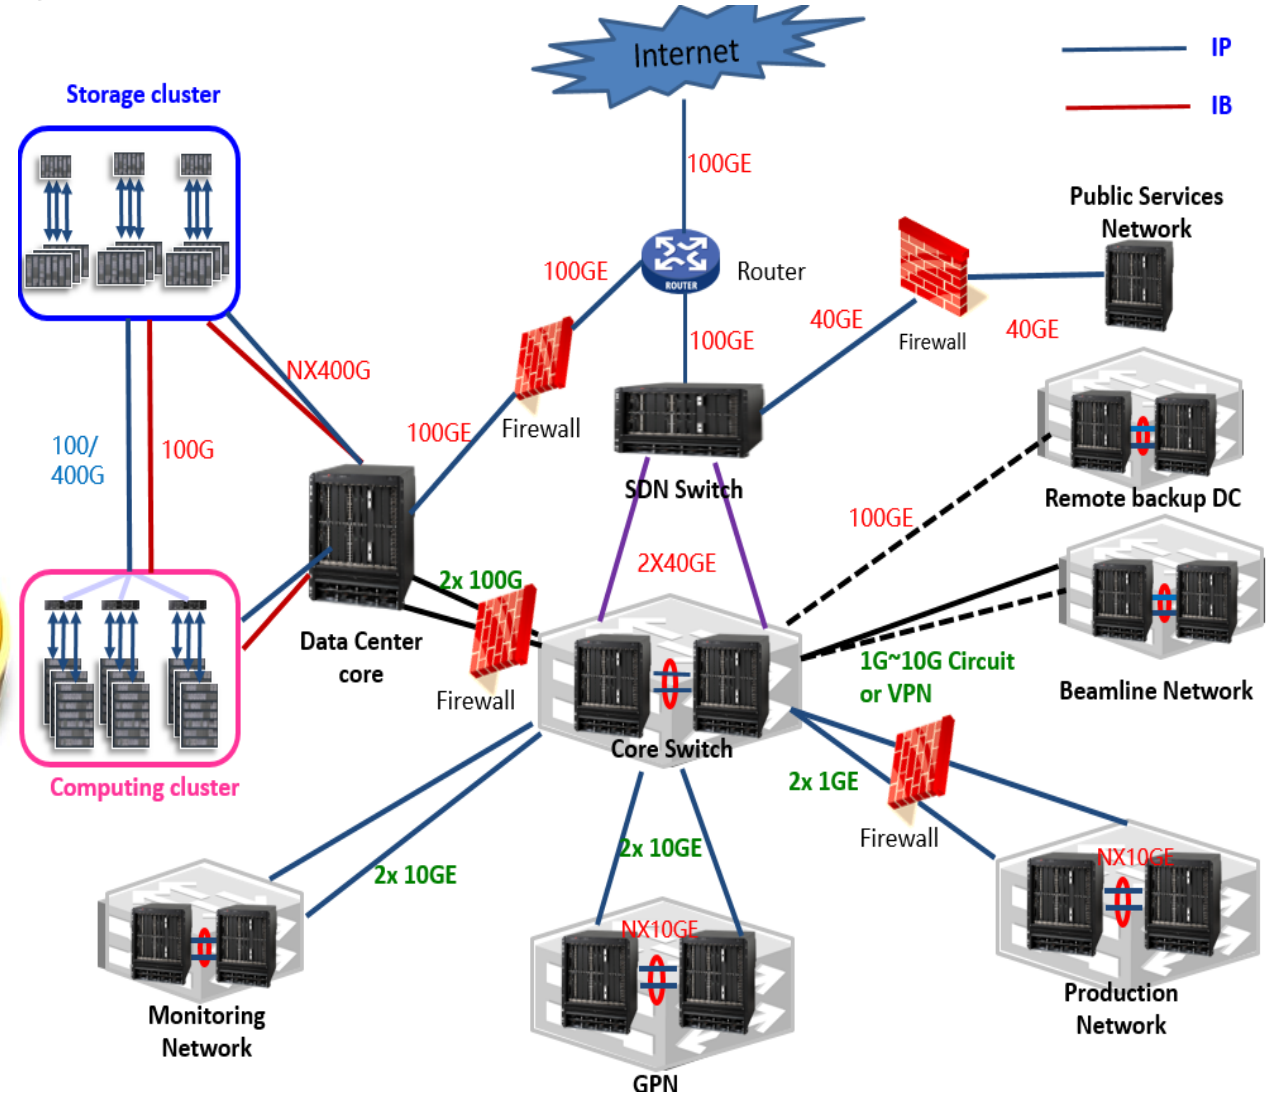 Internet
IP
Storage cluster
IB
100GE
Public Services
Network
100GE
ROUTER
Router
40GE
Firewall
40GE
100GE
NX400G
100GE
Firewall
100/
400G
100G
SDN Switch
Remote backup DC
100GE
2X40GE
2x 100G
Data Center
core
Firewall
1G~10G Circuit
or VPN
Beamline Network
Core Switch
Computing cluster
2x 1GE
Firewall
2x 10GE
2x 10GE
NX10GE
NX10GE
Monitoring
Network
Production
Network
GPN